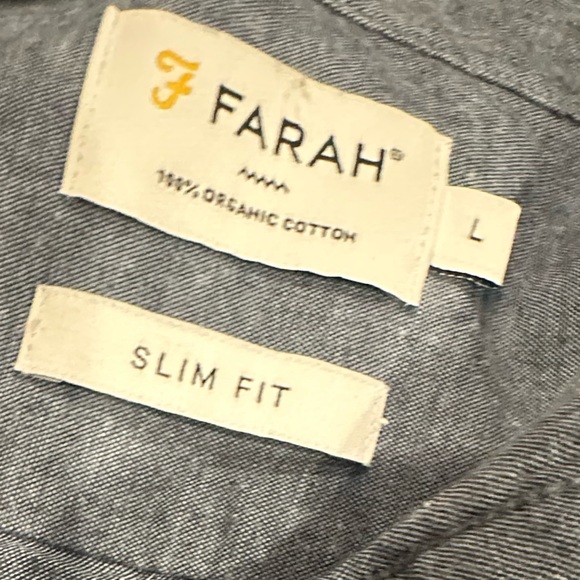 FARAH®
100% ORGANIC COTTON
L
SLIM FIT